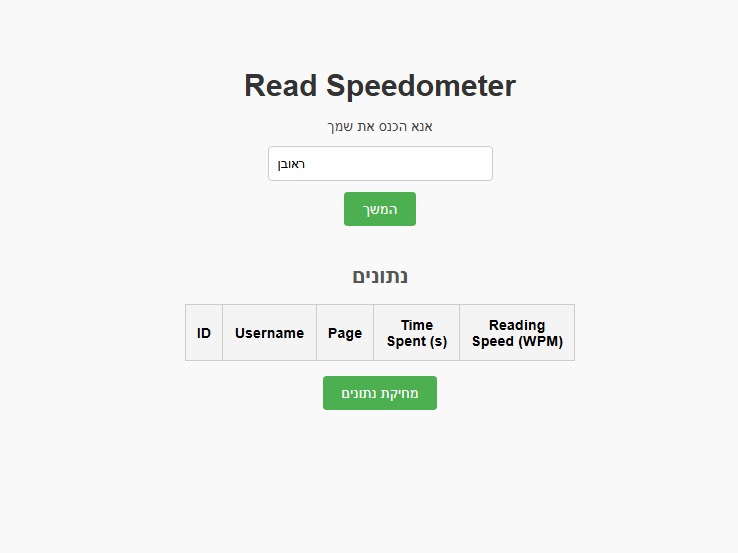 Read Speedometer
אנא הכנס את שמך
ראובן
המשך
נתונים
ID Username Page Time Spent (s) Reading Speed (WPM)
מחיקת נתונים